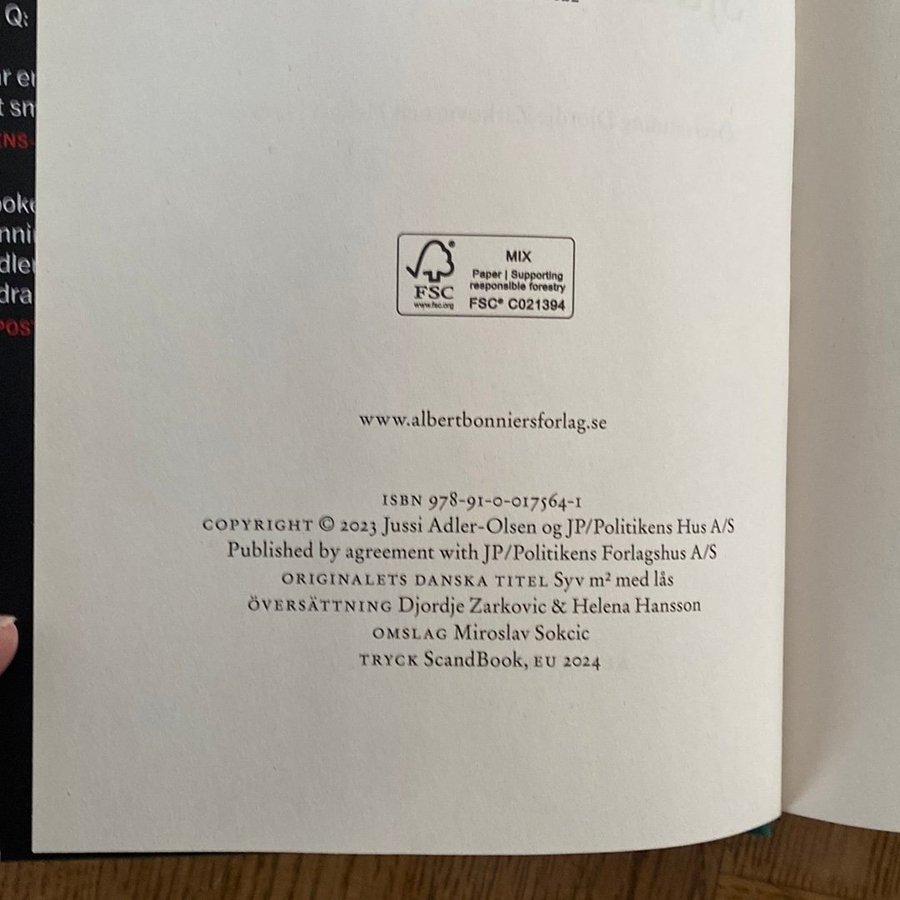 Q:
MIX
Paper | Supporting
responsible forestry
FSC® C021394
FSC
www.fsc.org
www.albertbonniersforlag.se
ISBN 978-91-0-017564-1
COPYRIGHT © 2023 Jussi Adler-Olsen og JP/Politikens Hus A/S
Published by agreement with JP/Politikens Forlagshus A/S
ORIGINALETS DANSKA TITEL Syv m² med lås
ÖVERSÄTTNING Djordje Zarkovic & Helena Hansson
OMSLAG Miroslav Sokcic
TRYCK ScandBook, EU 2024